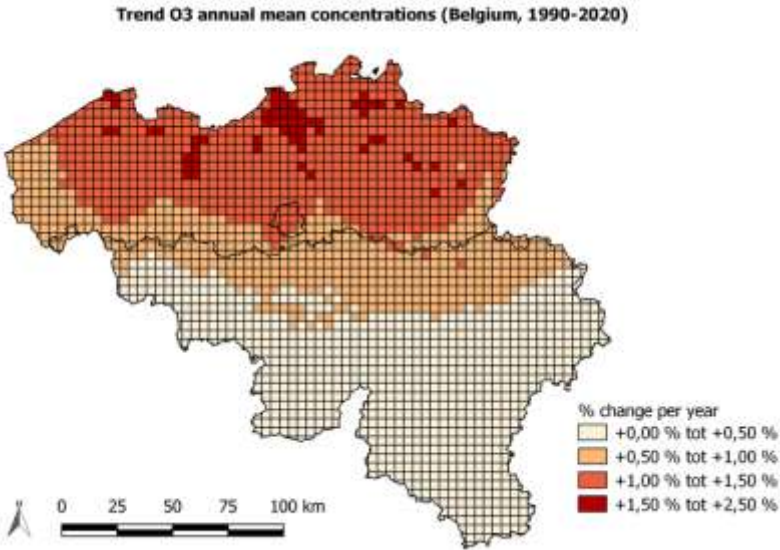 Trend O3 annual mean concentrations (Belgium, 1990-2020)
% change per year
+0,00 % tot +0,50 %
+0,50 % tot +1,00 %
+1,00 % tot +1,50 %
+1,50 % tot +2,50 %
0 25 50 75 100 km